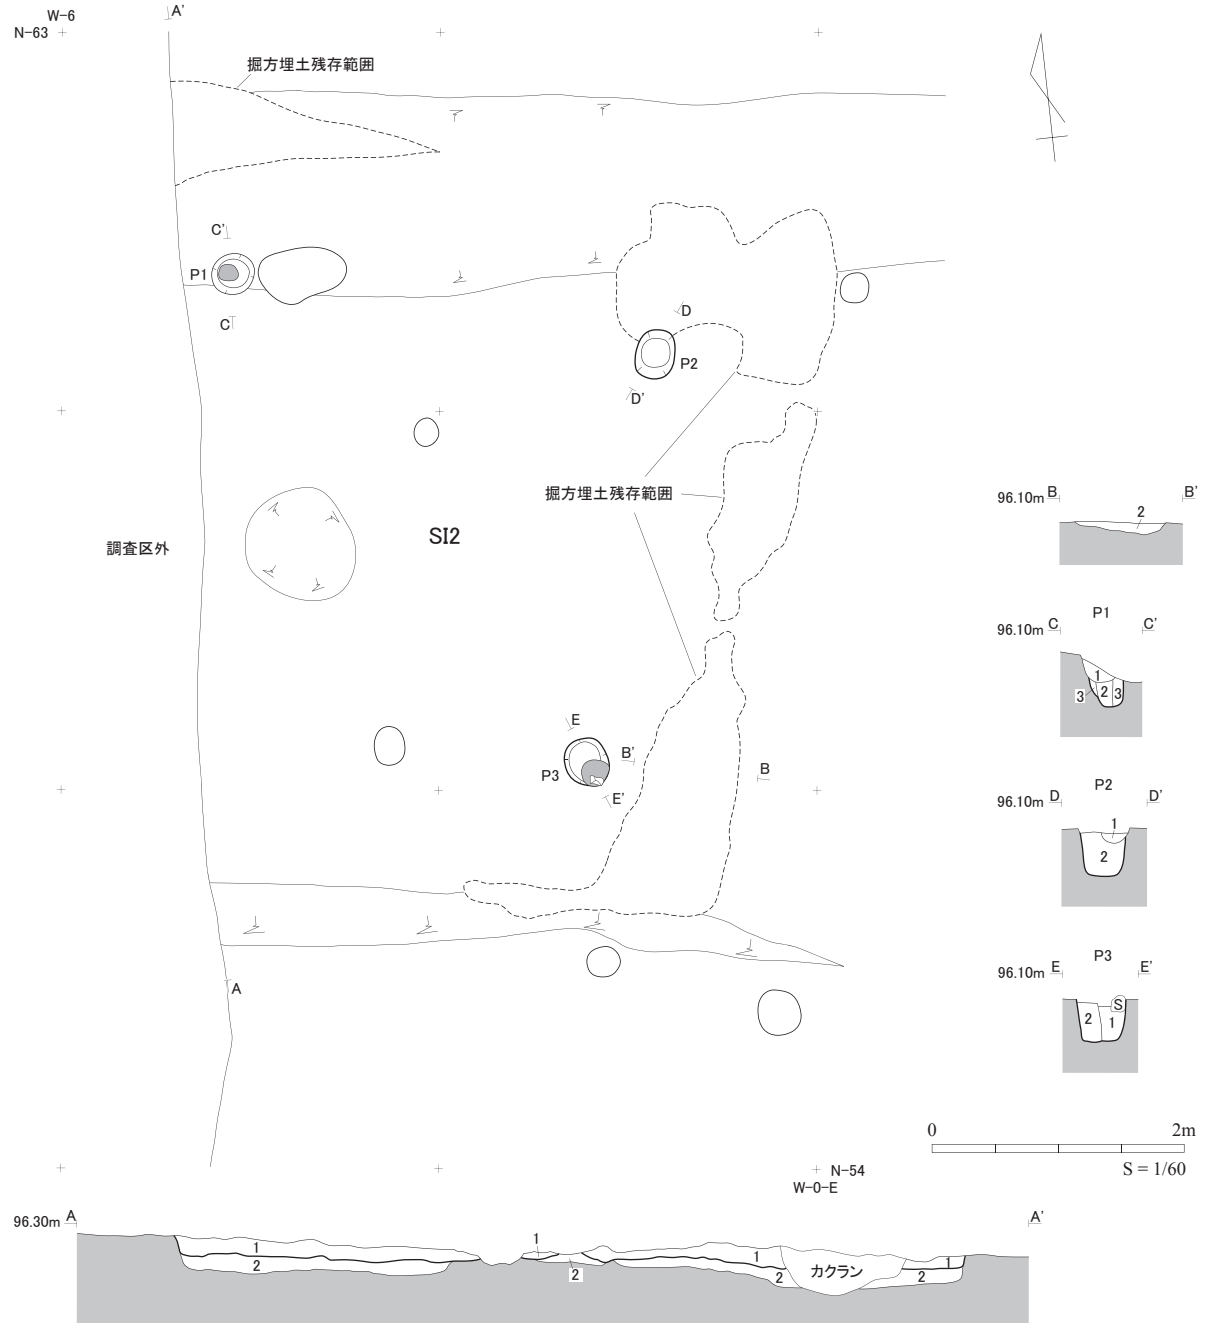 W-6
N-63
A'
掘方埋土残存範囲
C'
P1
C
D
P2
D'
掘方埋土残存範囲
調査区外
SI2
E
P3
B'
B
E'
A
N-54
W-0-E
96.10m B B'
2
P1
96.10m C C'
1
3 2 3
P2
96.10m D D'
1
2
P3
96.10m E E'
S
2 1
0 2m
S = 1/60
96.30m A A'
1 1 1 1
2 2 2 カクラン 2